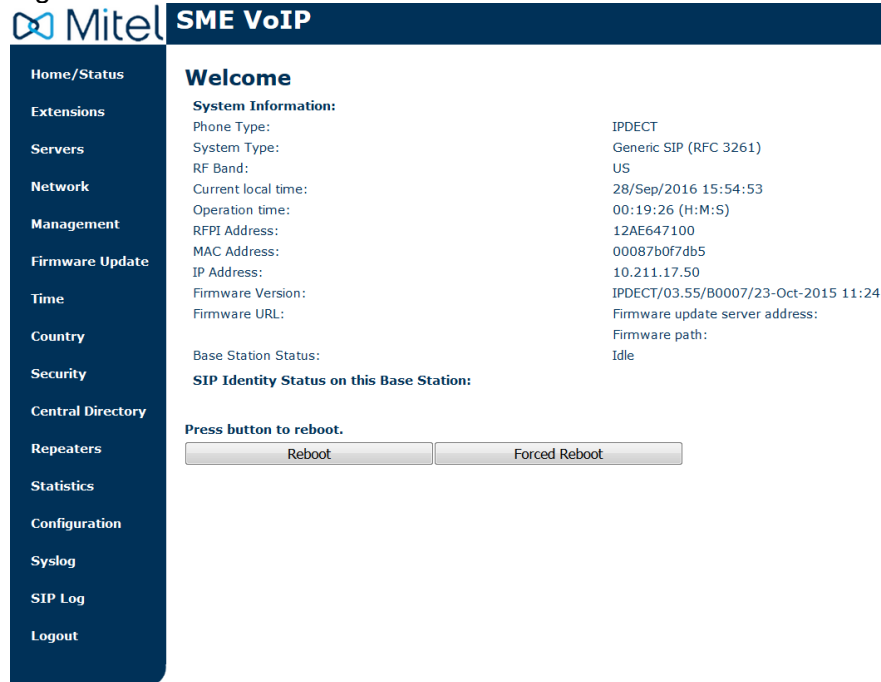 Mitel SME VoIP
Home/Status
Extensions
Servers
Network
Management
Firmware Update
Time
Country
Security
Central Directory
Repeaters
Statistics
Configuration
Syslog
SIP Log
Logout
Welcome
System Information:
Phone Type: IPDECT
System Type: Generic SIP (RFC 3261)
RF Band: US
Current local time: 28/Sep/2016 15:54:53
Operation time: 00:19:26 (H:M:S)
RFPI Address: 12AE647100
MAC Address: 00087b0f7db5
IP Address: 10.211.17.50
Firmware Version: IPDECT/03.55/B0007/23-Oct-2015 11:24
Firmware URL: Firmware update server address:
Firmware path:
Base Station Status: Idle
SIP Identity Status on this Base Station:
Press button to reboot.
Reboot Forced Reboot